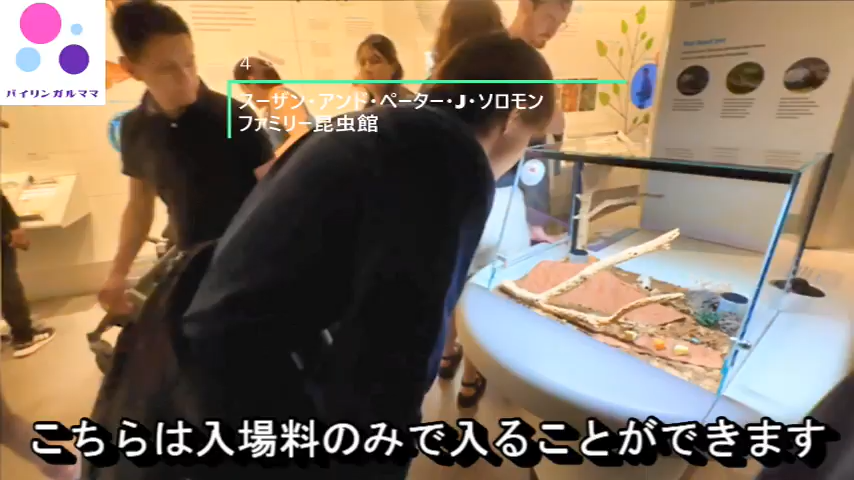 バイリンガルママ
4
スーザン・アンド・ペーター・J・ソロモン
ファミリー昆虫館
こちらは入場料のみで入ることができます